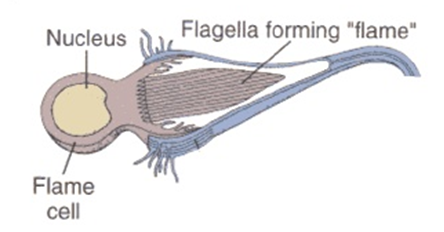 Nucleus
Flagella forming "flame"
Flame
cell